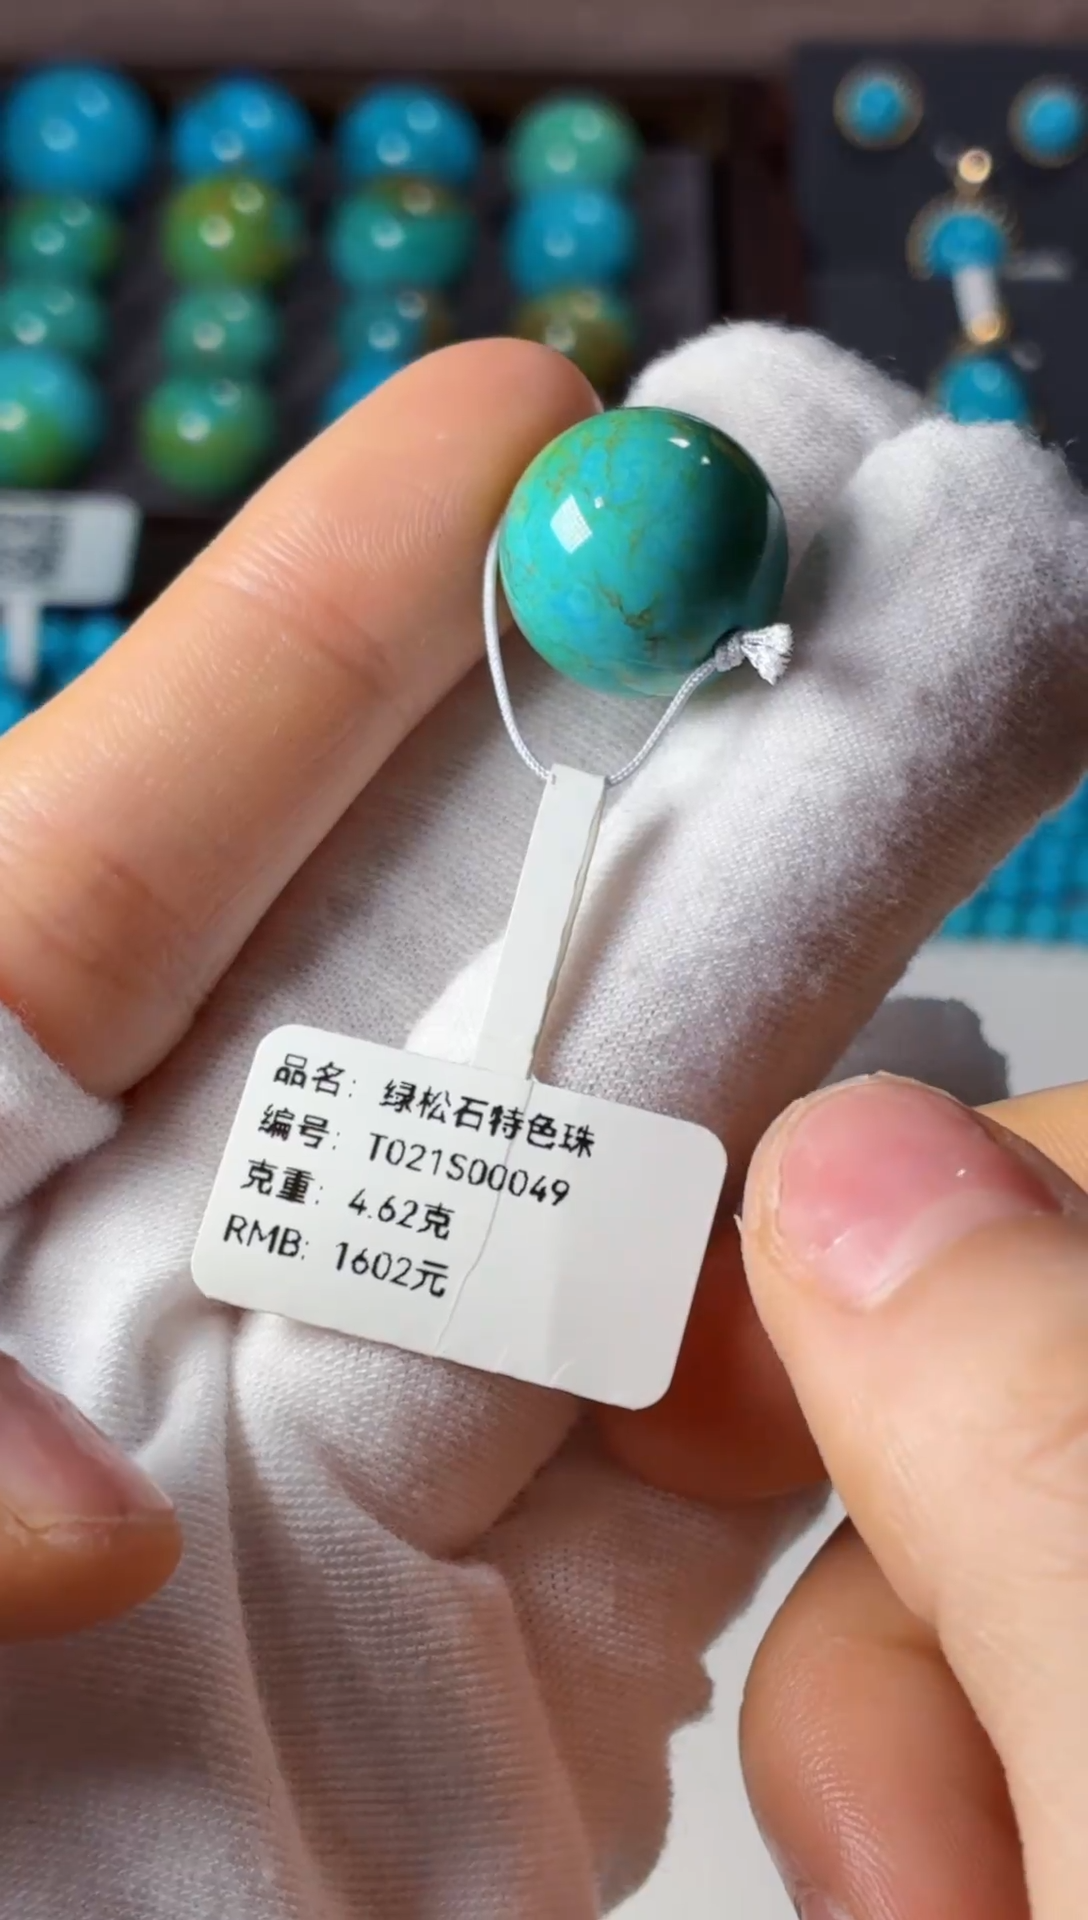 品名: 绿松石特色珠
编号: T021S00049
克重: 4.62克
RMB: 1602元